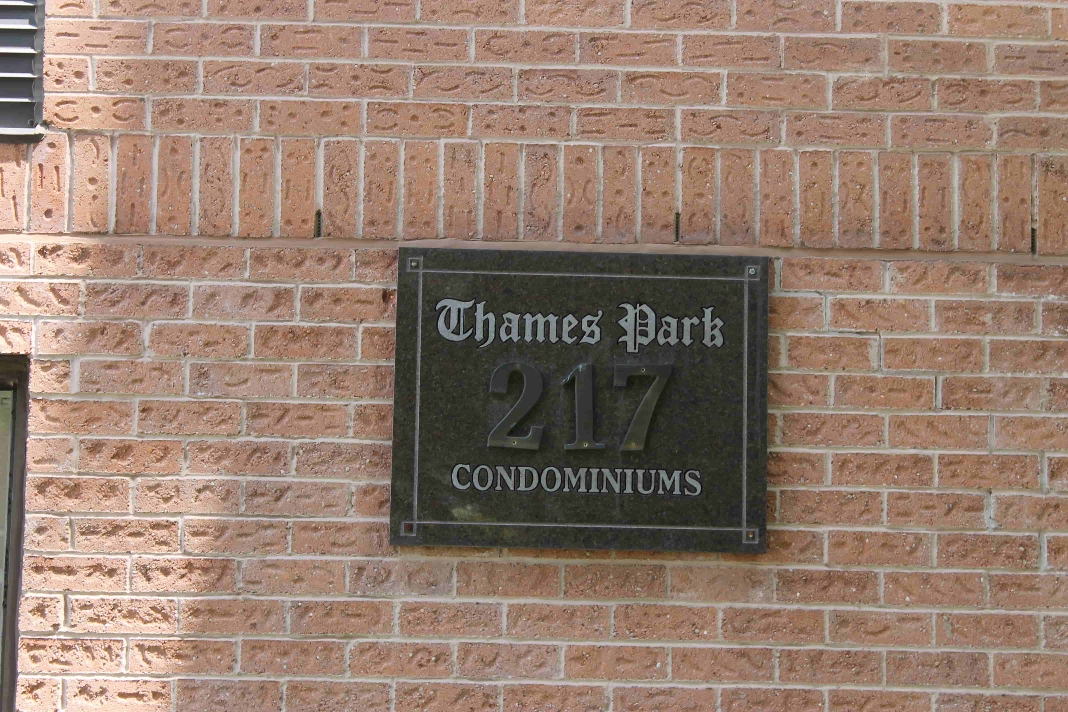 Thames Park
217
CONDOMINIUMS